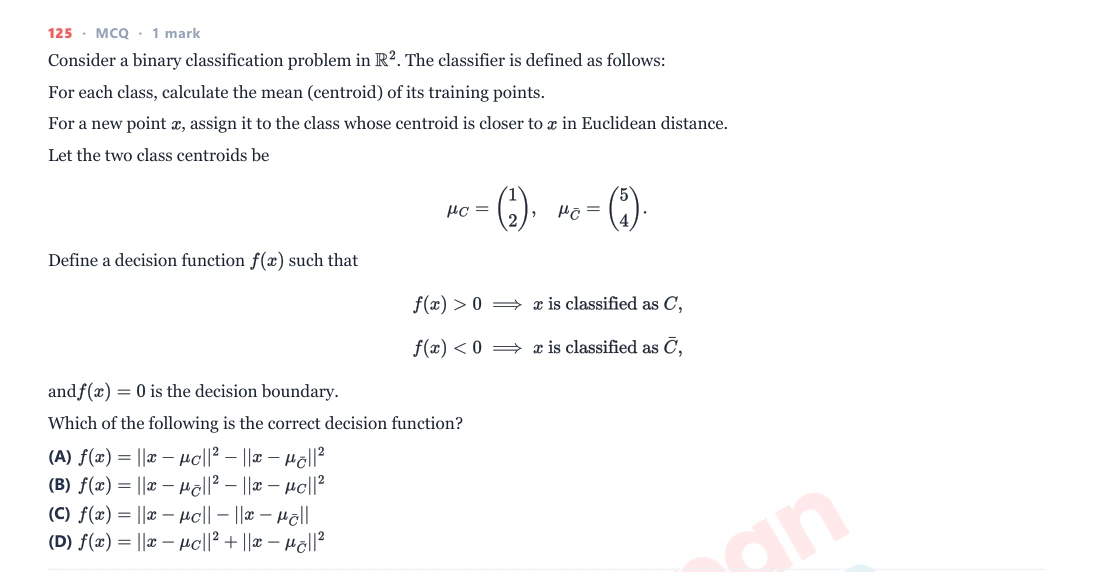 125 · MCQ · 1 mark
Consider a binary classification problem in ℝ². The classifier is defined as follows:
For each class, calculate the mean (centroid) of its training points.
For a new point x, assign it to the class whose centroid is closer to x in Euclidean distance.
Let the two class centroids be
μ_C = (1 2), μ_C̄ = (5 4).
Define a decision function f(x) such that
f(x) > 0 ⟹ x is classified as C,
f(x) < 0 ⟹ x is classified as C̄,
andf(x) = 0 is the decision boundary.
Which of the following is the correct decision function?
(A) f(x) = ||x − μ_C||² − ||x − μ_C̄||²
(B) f(x) = ||x − μ_C̄||² − ||x − μ_C||²
(C) f(x) = ||x − μ_C|| − ||x − μ_C̄||
(D) f(x) = ||x − μ_C||² + ||x − μ_C̄||²